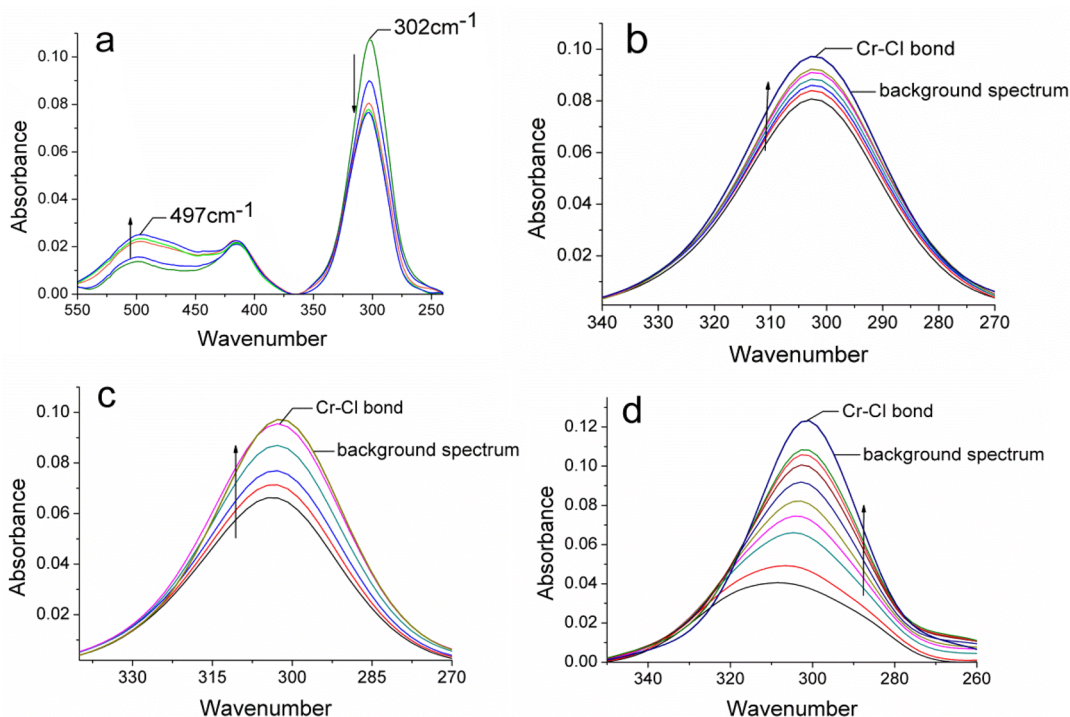 a
302cm-1
497cm-1
0.10
0.08
0.06
0.04
0.02
0.00
Absorbance
550 500 450 400 350 300 250
Wavenumber
b
Cr-Cl bond
background spectrum
0.10
0.08
0.06
0.04
0.02
Absorbance
340 330 320 310 300 290 280 270
Wavenumber
c
Cr-Cl bond
background spectrum
0.10
0.08
0.06
0.04
0.02
Absorbance
330 315 300 285 270
Wavenumber
d
Cr-Cl bond
background spectrum
0.12
0.10
0.08
0.06
0.04
0.02
0.00
Absorbance
340 320 300 280 260
Wavenumber